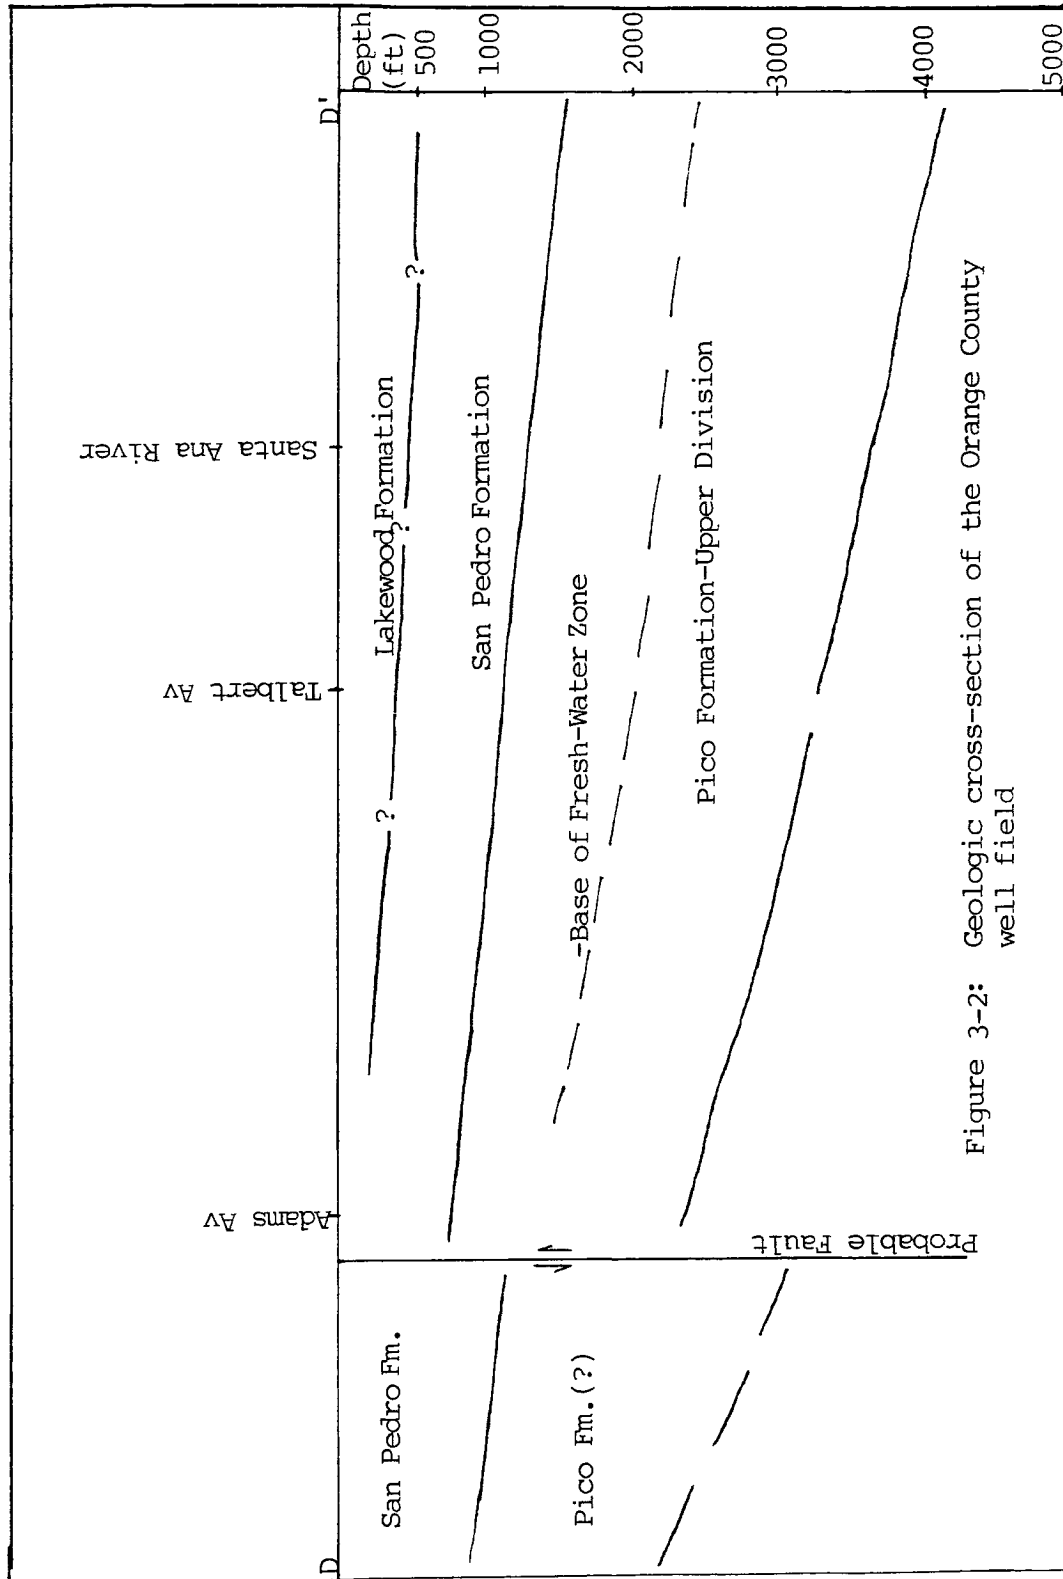 D
Adams Av
Talbert Av
Santa Ana River
D'
Depth
(ft)
500
1000
2000
3000
4000
5000
San Pedro Fm.
Pico Fm.(?)
Probable Fault
?
Lakewood Formation
?
?
San Pedro Formation
-Base of Fresh-Water Zone
Pico Formation-Upper Division
Figure 3-2: Geologic cross-section of the Orange County
well field